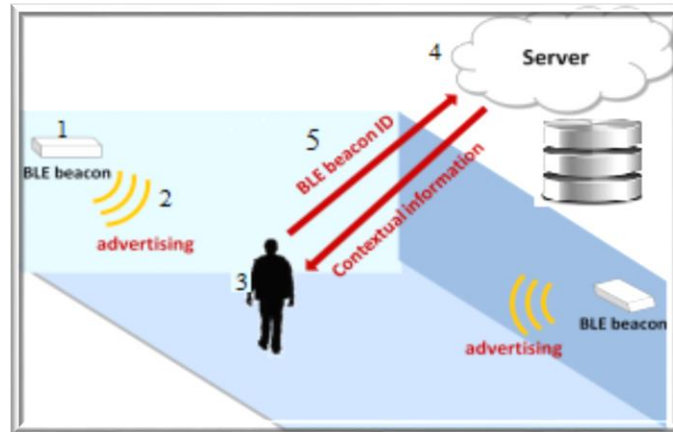 4
Server
1
BLE beacon
2
advertising
5
BLE beacon ID
Contextual information
3
BLE beacon
advertising